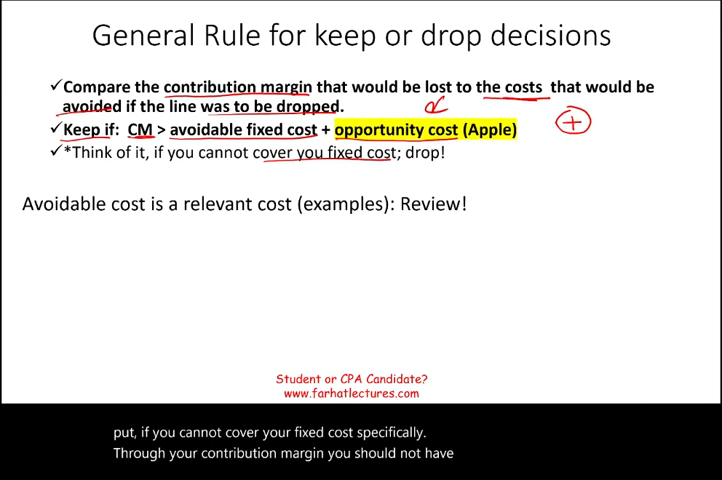 General Rule for keep or drop decisions
✓Compare the contribution margin that would be lost to the costs that would be
avoided if the line was to be dropped.
✓Keep if: CM > avoidable fixed cost + opportunity cost (Apple)
✓*Think of it, if you cannot cover you fixed cost; drop!
Avoidable cost is a relevant cost (examples): Review!
Student or CPA Candidate?
www.farhatlectures.com
put, if you cannot cover your fixed cost specifically.
Through your contribution margin you should not have